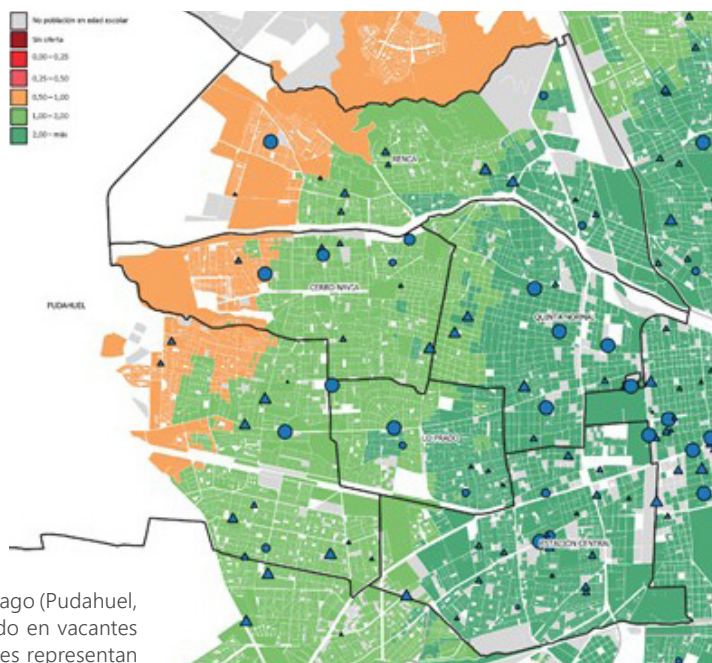 No población en edad escolar
Sin oferta
0,00 – 0,25
0,25 – 0,50
0,50 – 1,00
1,00 – 2,00
2,00 – más
RENCA
CERRO NAVIA
PUDAHUEL
QUINTA NORMAL
LO PRADO
ESTACIÓN CENTRAL
ago (Pudahuel,
do en vacantes
es representan